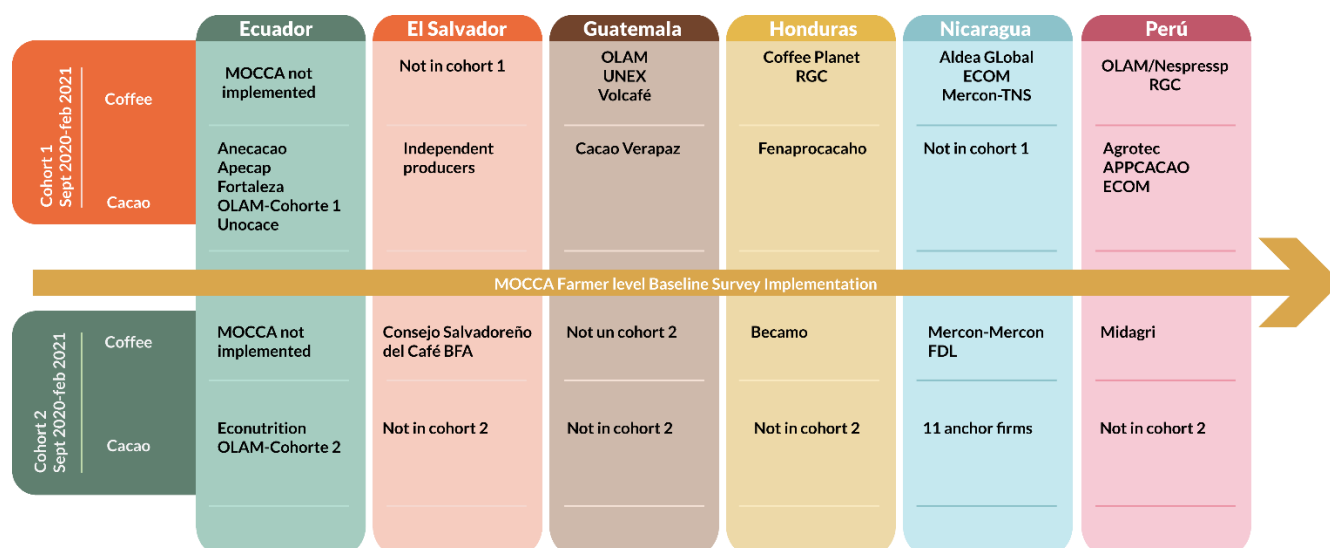 Ecuador
El Salvador
Guatemala
Honduras
Nicaragua
Perú
Cohort 1
Sept 2020-feb 2021
Coffee
MOCCA not
implemented
Not in cohort 1
OLAM
UNEX
Volcafé
Coffee Planet
RGC
Aldea GLobal
ECOM
Mercon-TNS
OLAM/Nespressp
RGC
Cacao
Anecacao
Apecap
Fortaleza
OLAM-Cohorte 1
Unocace
Independent
producers
Cacao Verapaz
Fenaprocacaho
Not in cohort 1
Agrotec
APPCACAO
ECOM
MOCCA Farmer level Baseline Survey Implementation
Cohort 2
Sept 2020-feb 2021
Coffee
MOCCA not
implemented
Consejo Salvadoreño
del Café BFA
Not un cohort 2
Becamo
Mercon-Mercon
FDL
Midagri
Cacao
Econutrition
OLAM-Cohorte 2
Not in cohort 2
Not in cohort 2
Not in cohort 2
11 anchor firms
Not in cohort 2